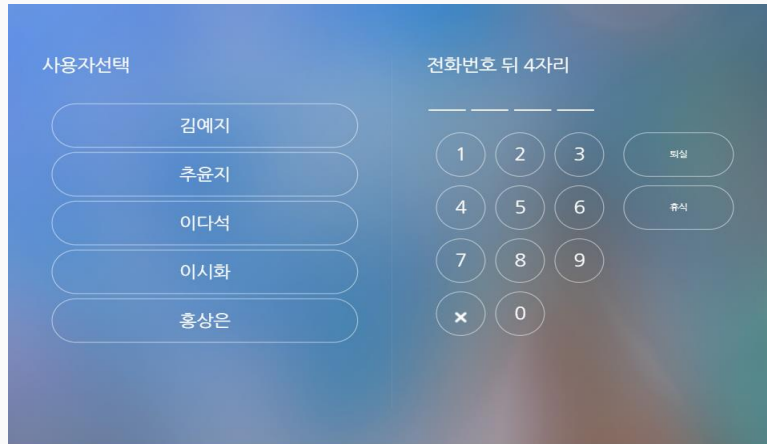 사용자선택
김예지
추윤지
이다석
이시화
홍상은
전화번호 뒤 4자리
1 2 3 퇴실
4 5 6 휴식
7 8 9
× 0